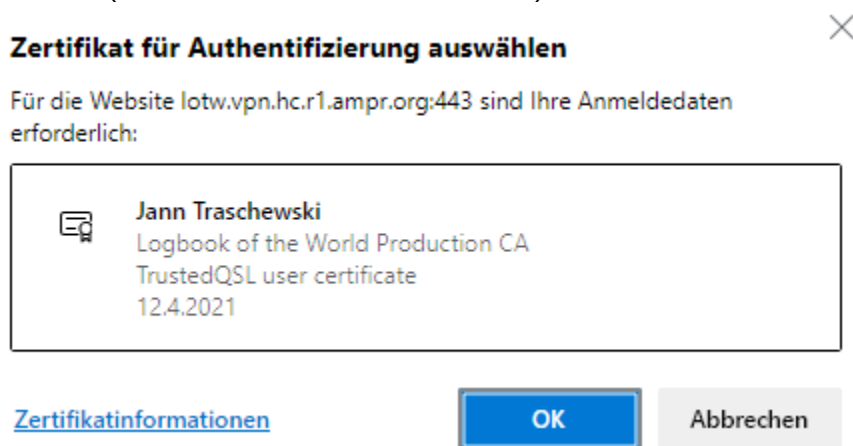 Zertifikat für Authentifizierung auswählen
Für die Website lotw.vpn.hc.r1.ampr.org:443 sind Ihre Anmeldedaten
erforderlich:
Jann Traschewski
Logbook of the World Production CA
TrustedQSL user certificate
12.4.2021
Zertifikatinformationen
OK
Abbrechen